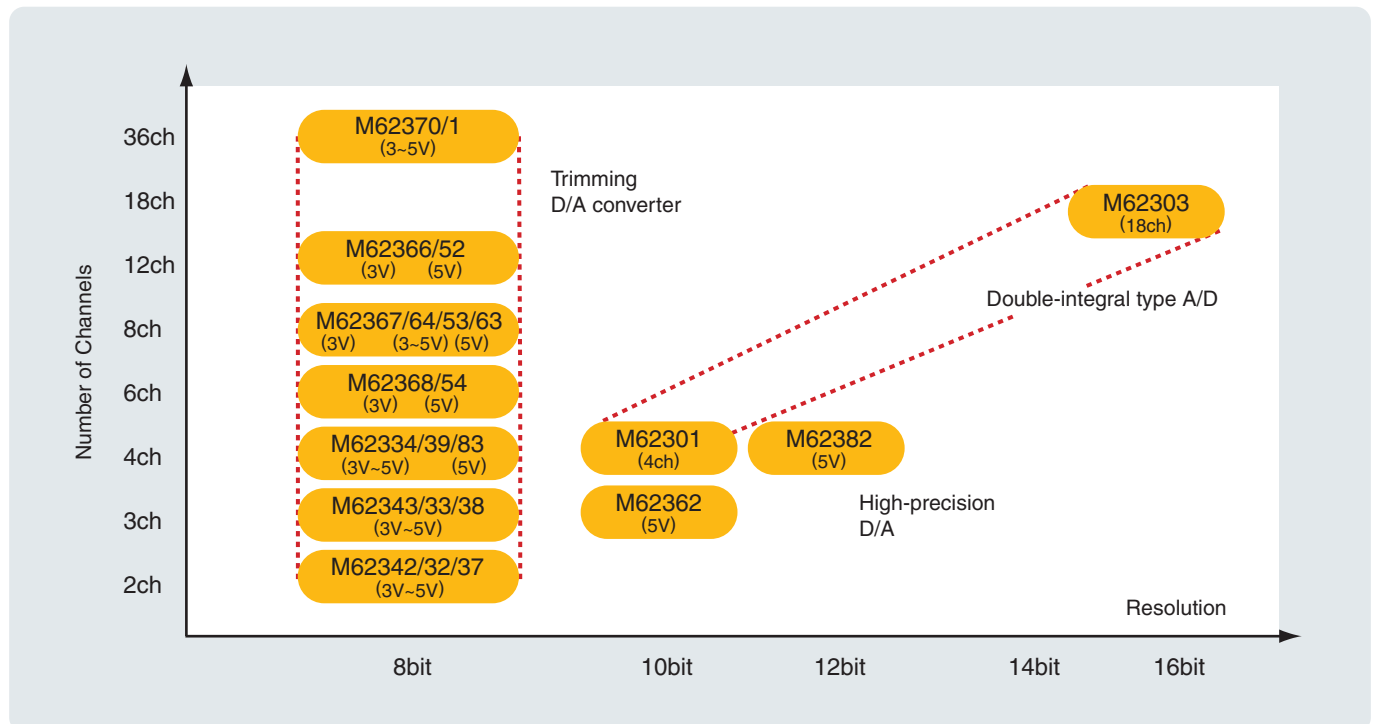 Number of Channels
36ch
18ch
12ch
8ch
6ch
4ch
3ch
2ch
M62370/1
(3~5V)
Trimming
D/A converter
M62303
(18ch)
M62366/52
(3V) (5V)
Double-integral type A/D
M62367/64/53/63
(3V) (3~5V) (5V)
M62368/54
(3V) (5V)
M62334/39/83
(3V~5V) (5V)
M62301
(4ch)
M62382
(5V)
M62343/33/38
(3V~5V)
M62362
(5V)
High-precision
D/A
M62342/32/37
(3V~5V)
Resolution
8bit
10bit
12bit
14bit
16bit